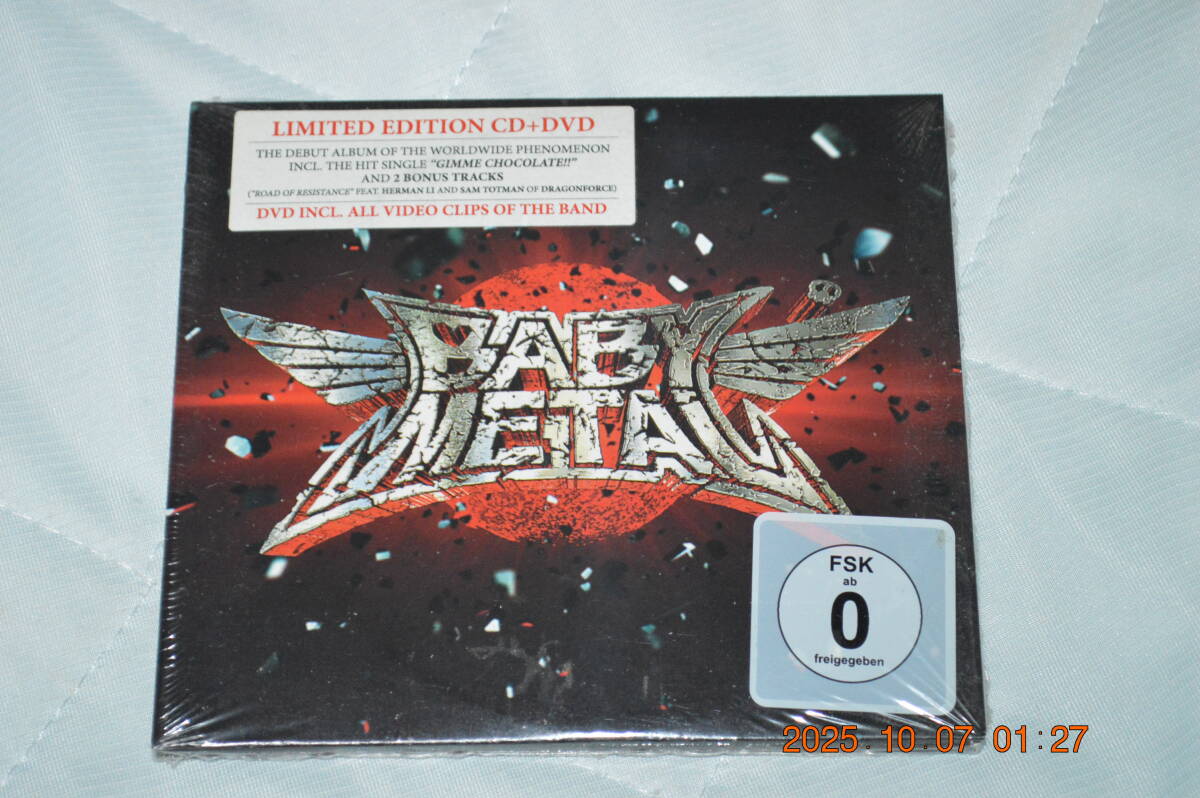 LIMITED EDITION CD+DVD
THE DEBUT ALBUM OF THE WORLDWIDE PHENOMENON
INCL. THE HIT SINGLE "GIMME CHOCOLATE!!"
AND 2 BONUS TRACKS
("ROAD OF RESISTANCE" FEAT. HERMAN LI AND SAM TOTMAN OF DRAGONFORCE)
DVD INCL. ALL VIDEO CLIPS OF THE BAND
BABY
METAL
FSK
ab
0
freigegeben
2025.10.07 01:27